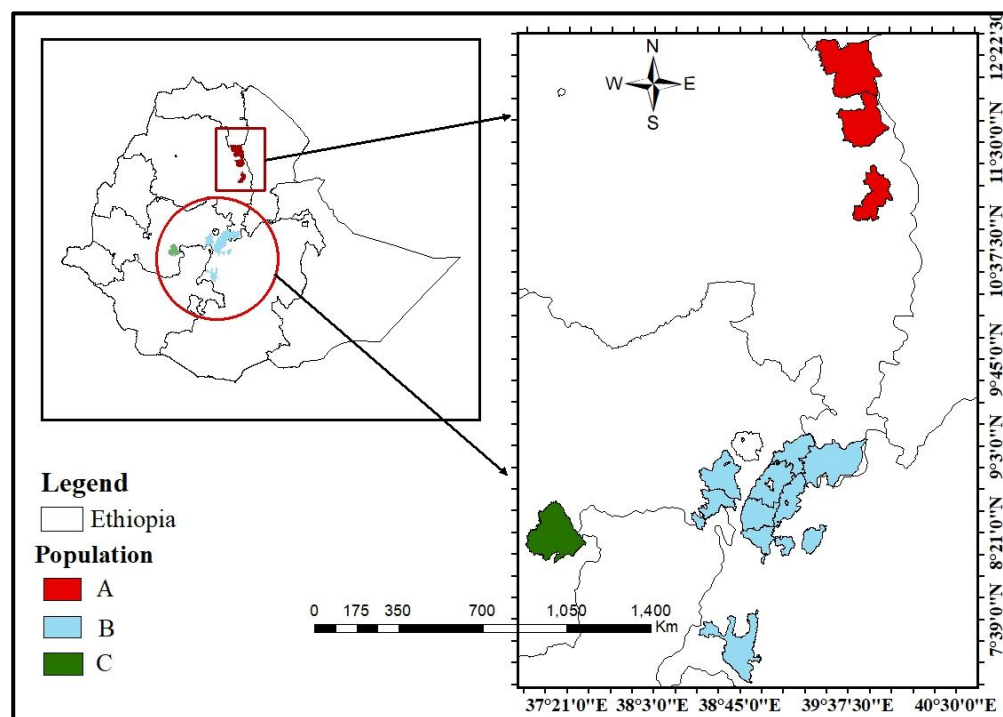 N
W E
S
Legend
Ethiopia
Population
A
B
C
0 175 350 700 1,050 1,400
Km
12°22'30"N
11°30'0"N
10°37'30"N
9°45'0"N
9°3'0"N
8°21'0"N
7°39'0"N
37°21'0"E 38°3'0"E 38°45'0"E 39°37'30"E 40°30'0"E